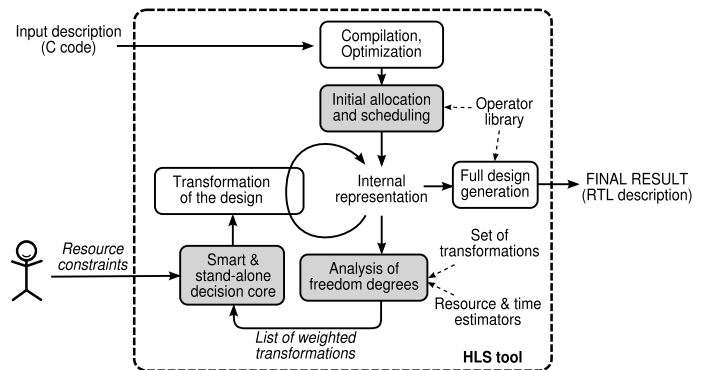 Input description
(C code)
Compilation,
Optimization
Initial allocation
and scheduling
Operator
library
Transformation
of the design
Internal
representation
Full design
generation
FINAL RESULT
(RTL description)
Resource
constraints
Smart &
stand-alone
decision core
Analysis of
freedom degrees
Set of
transformations
Resource & time
estimators
List of weighted
transformations
HLS tool